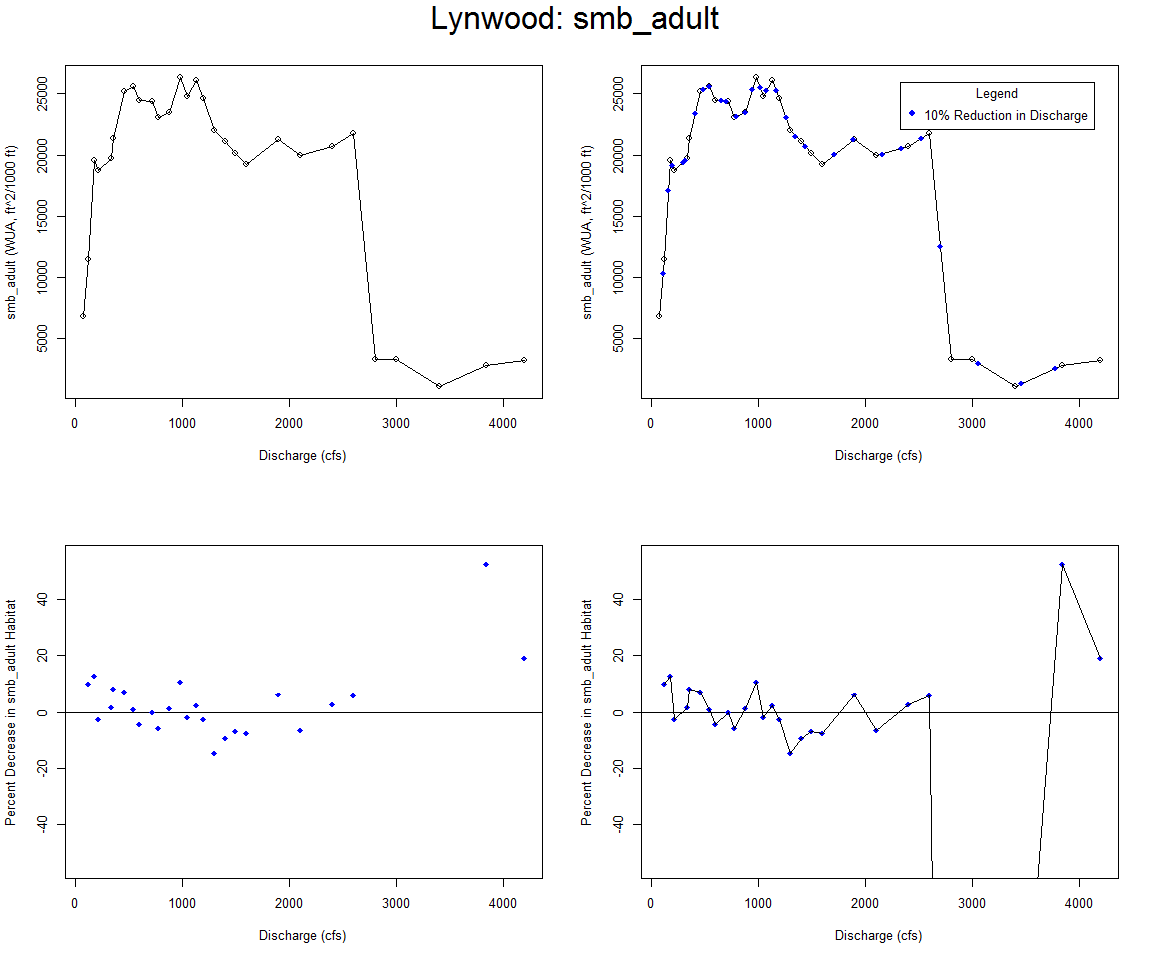 Lynwood: smb_adult
smb_adult (WUA, ft^2/1000 ft)
25000
20000
15000
10000
5000
0 1000 2000 3000 4000
Discharge (cfs)
smb_adult (WUA, ft^2/1000 ft)
25000
20000
15000
10000
5000
Legend
10% Reduction in Discharge
0 1000 2000 3000 4000
Discharge (cfs)
Percent Decrease in smb_adult Habitat
40
20
0
-20
-40
0 1000 2000 3000 4000
Discharge (cfs)
Percent Decrease in smb_adult Habitat
40
20
0
-20
-40
0 1000 2000 3000 4000
Discharge (cfs)